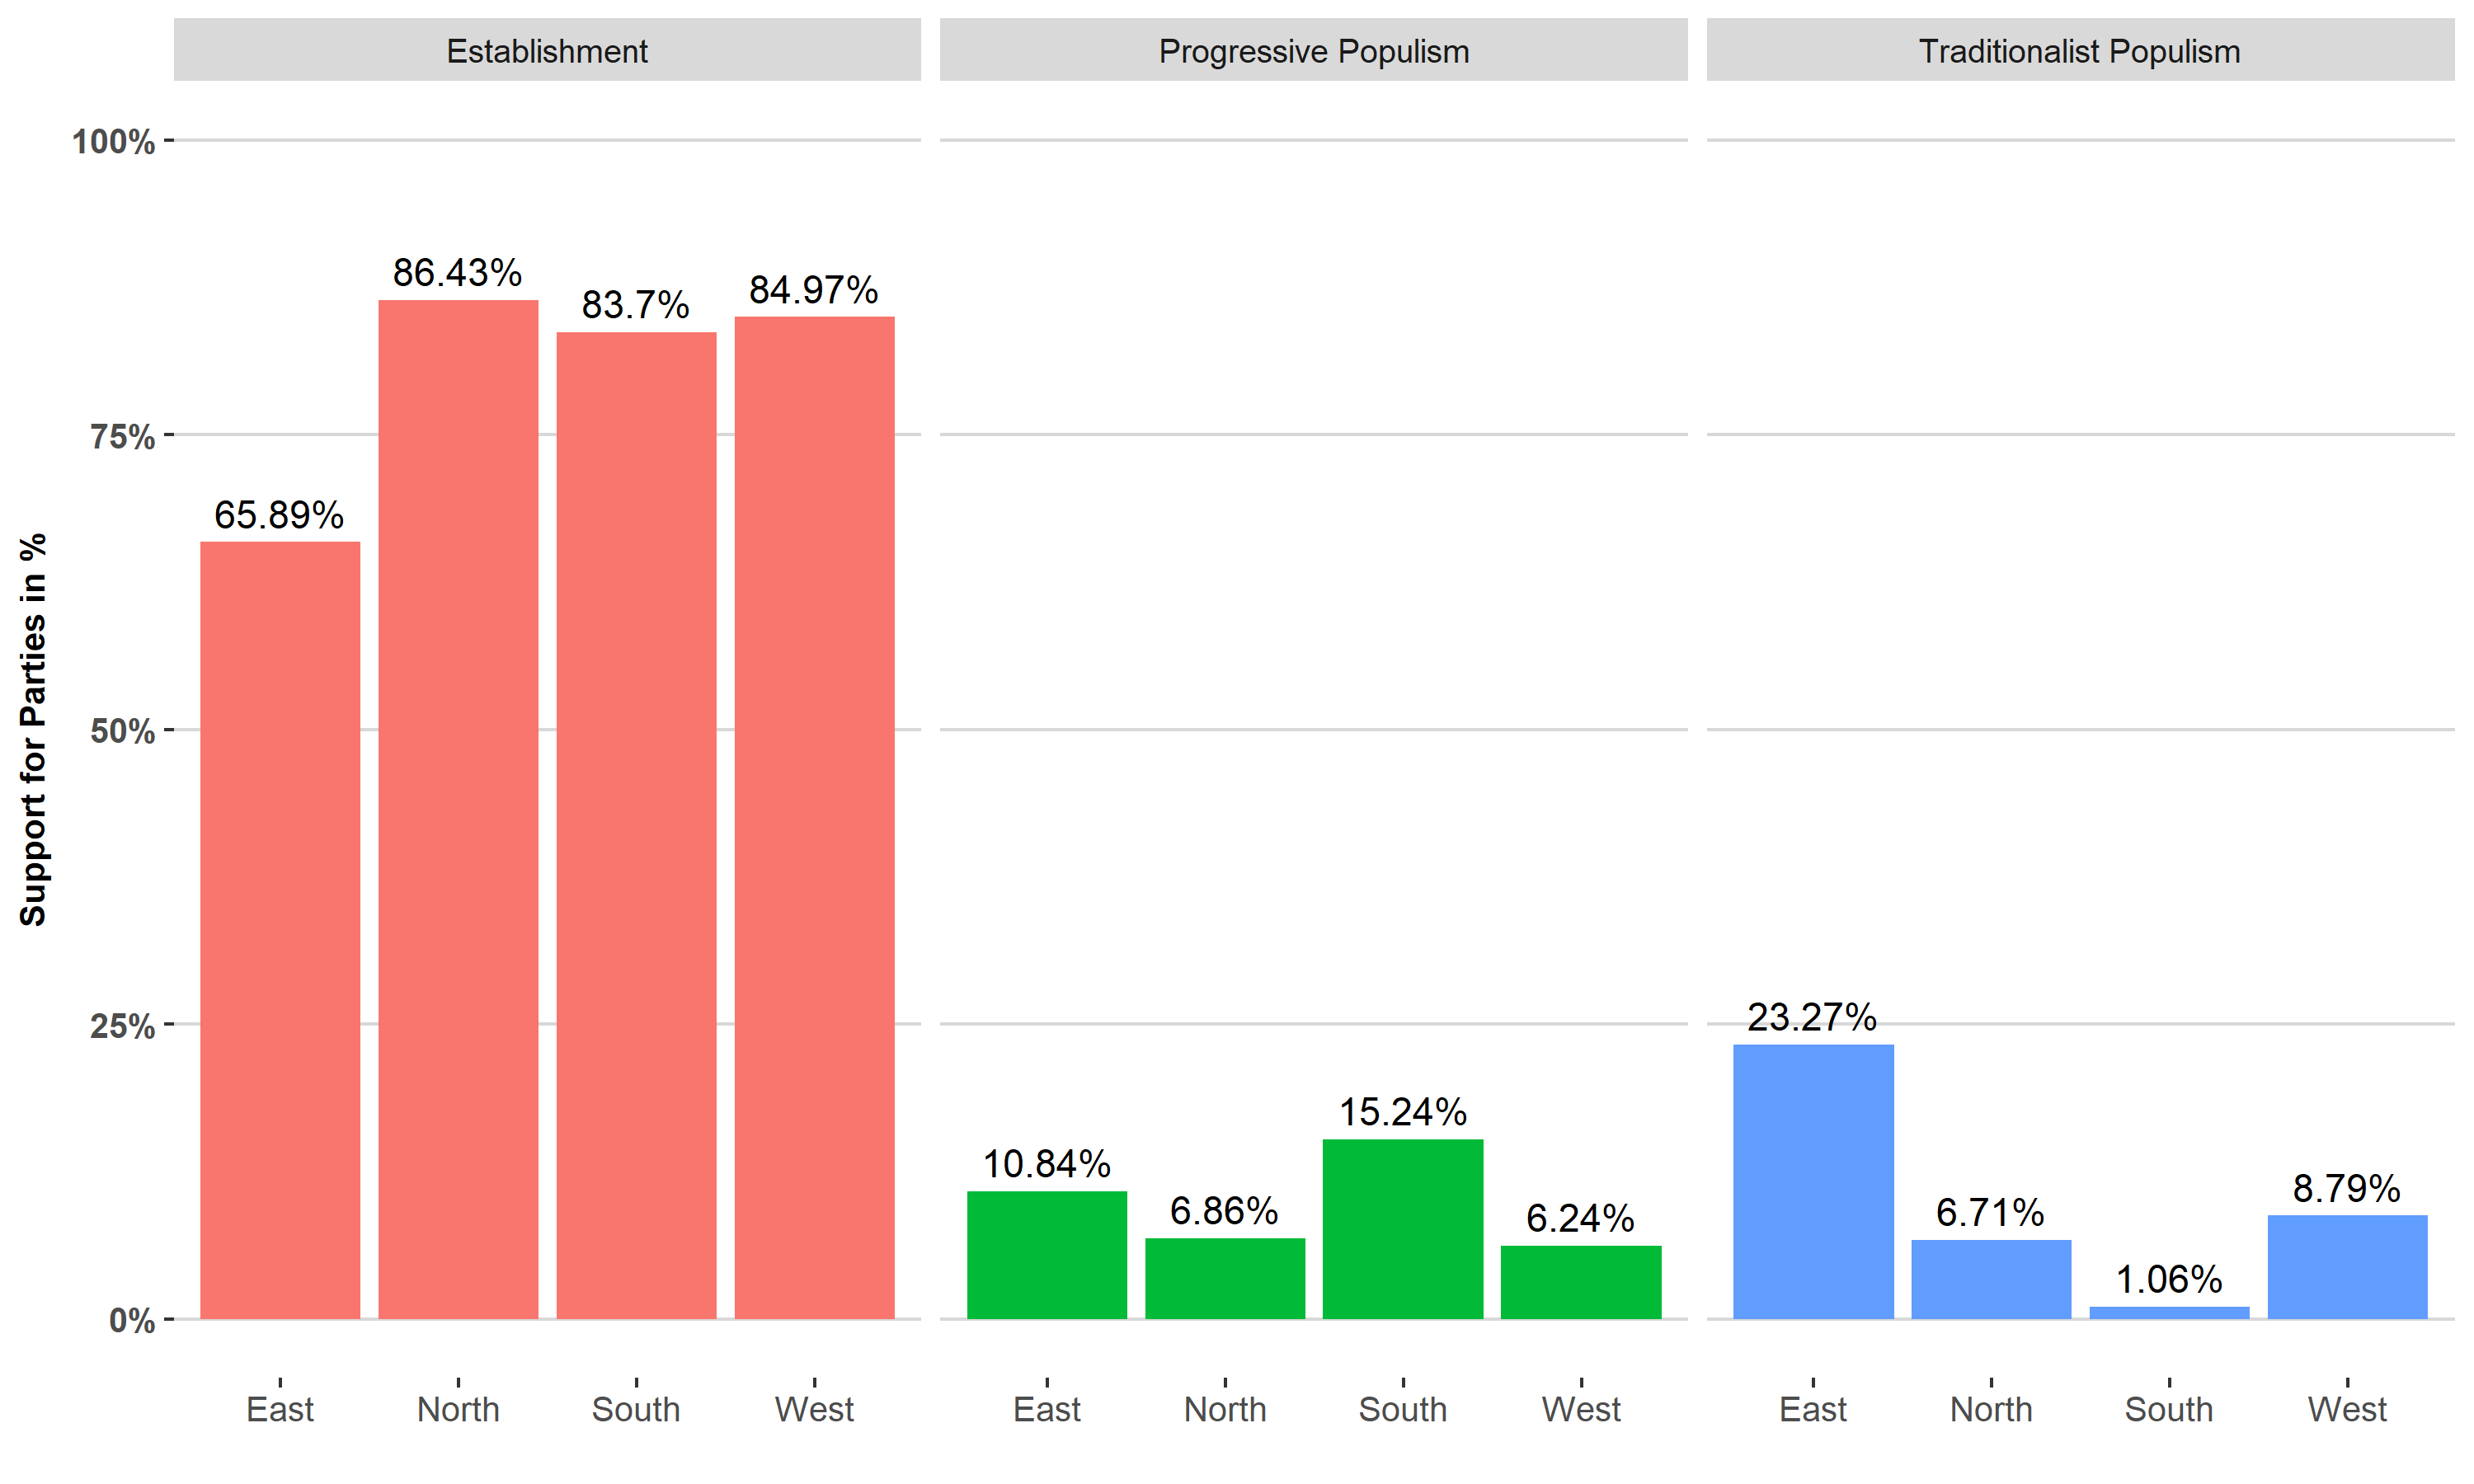 Establishment
Progressive Populism
Traditionalist Populism
Support for Parties in %
100%
75%
50%
25%
0%
65.89%
86.43%
83.7%
84.97%
10.84%
6.86%
15.24%
6.24%
23.27%
6.71%
1.06%
8.79%
East
North
South
West
East
North
South
West
East
North
South
West